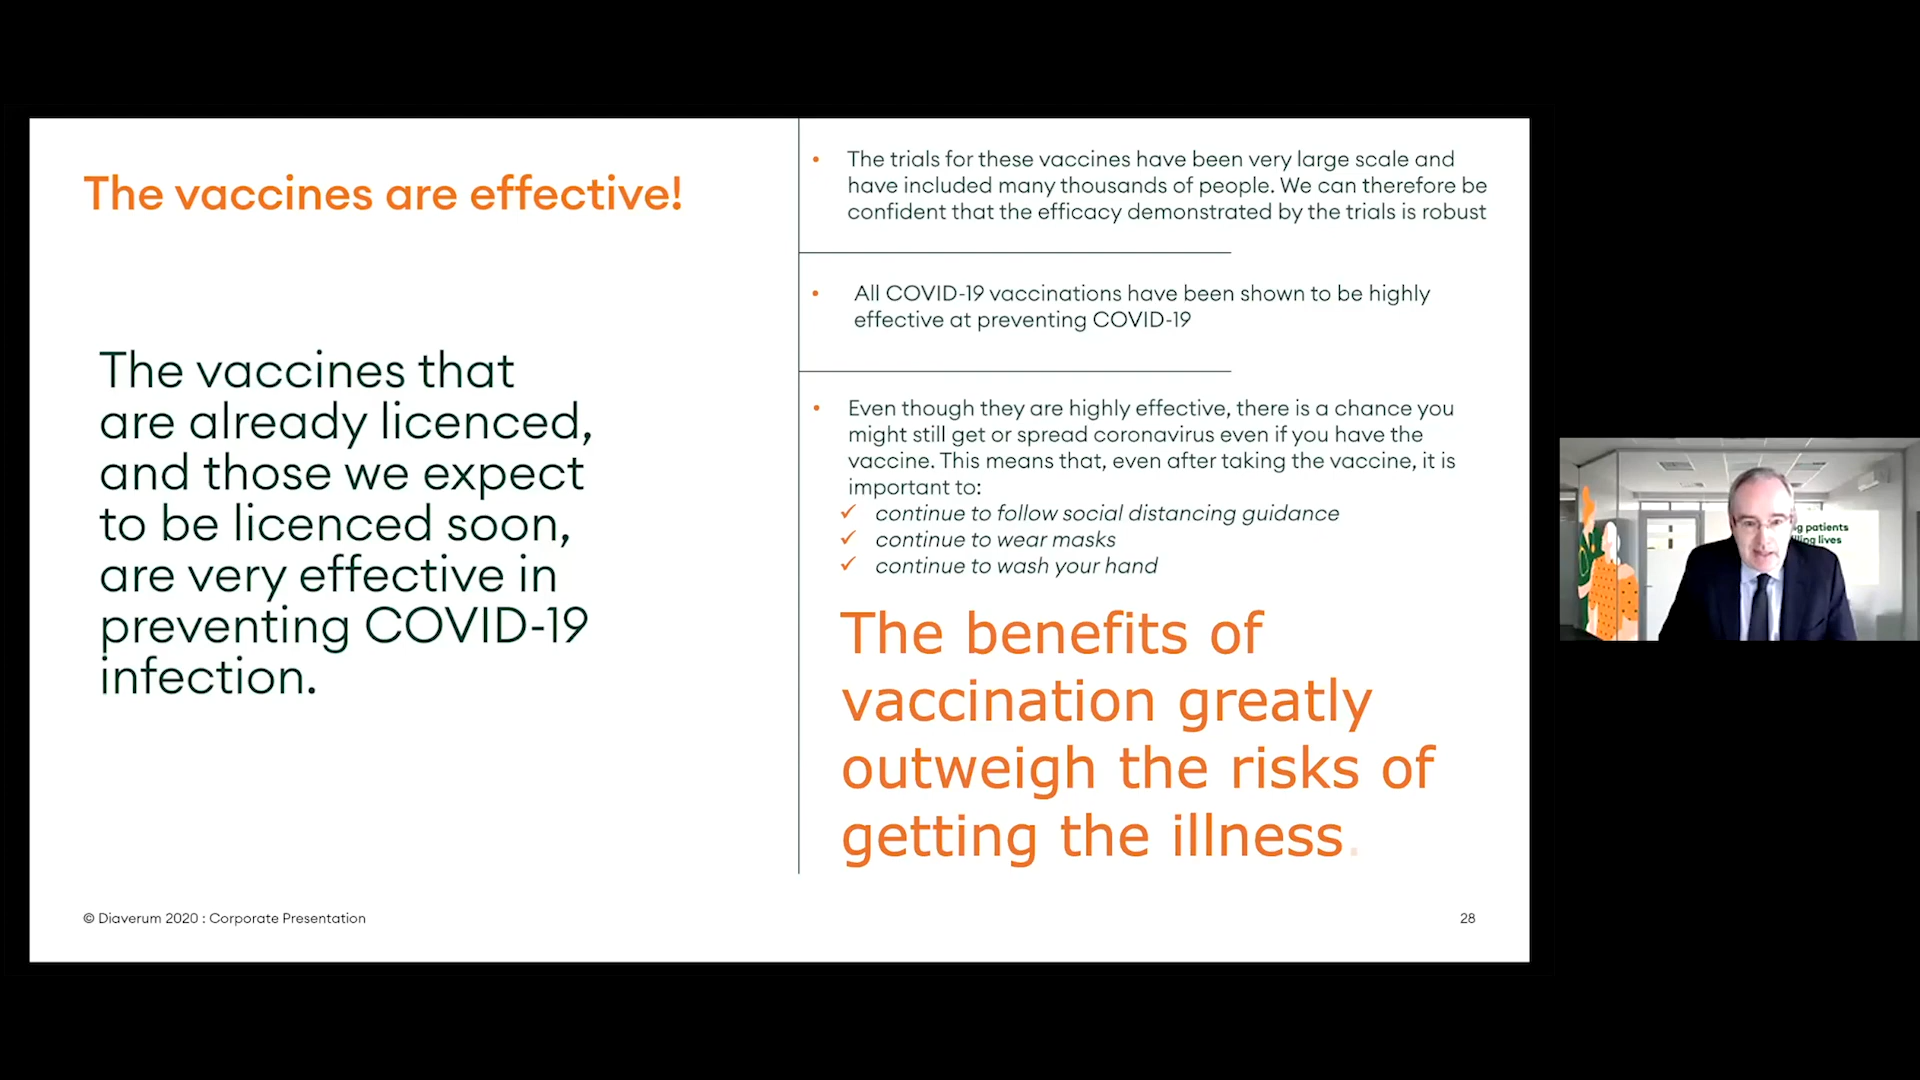 The vaccines are effective!
The vaccines that
are already licenced,
and those we expect
to be licenced soon,
are very effective in
preventing COVID-19
infection.
• The trials for these vaccines have been very large scale and
have included many thousands of people. We can therefore be
confident that the efficacy demonstrated by the trials is robust
• All COVID-19 vaccinations have been shown to be highly
effective at preventing COVID-19
• Even though they are highly effective, there is a chance you
might still get or spread coronavirus even if you have the
vaccine. This means that, even after taking the vaccine, it is
important to:
✓ continue to follow social distancing guidance
✓ continue to wear masks
✓ continue to wash your hand
The benefits of
vaccination greatly
outweigh the risks of
getting the illness.
© Diaverum 2020 : Corporate Presentation
28
patients
lives